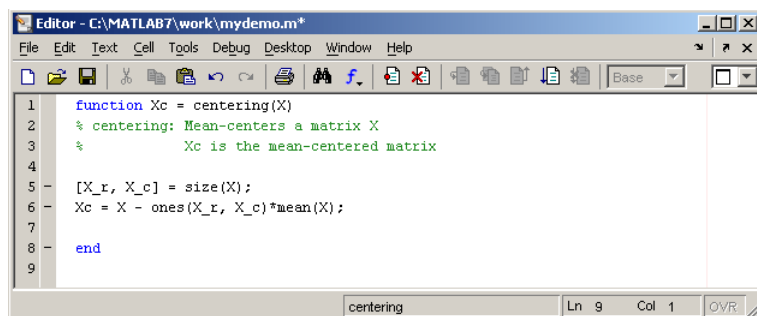 Editor - C:\MATLAB7\work\mydemo.m*
File Edit Text Cell Tools Debug Desktop Window Help
Base
1 function Xc = centering(X)
2 % centering: Mean-centers a matrix X
3 % Xc is the mean-centered matrix
4
5 - [X_r, X_c] = size(X);
6 - Xc = X - ones(X_r, X_c)*mean(X);
7
8 - end
9
centering Ln 9 Col 1 OVR